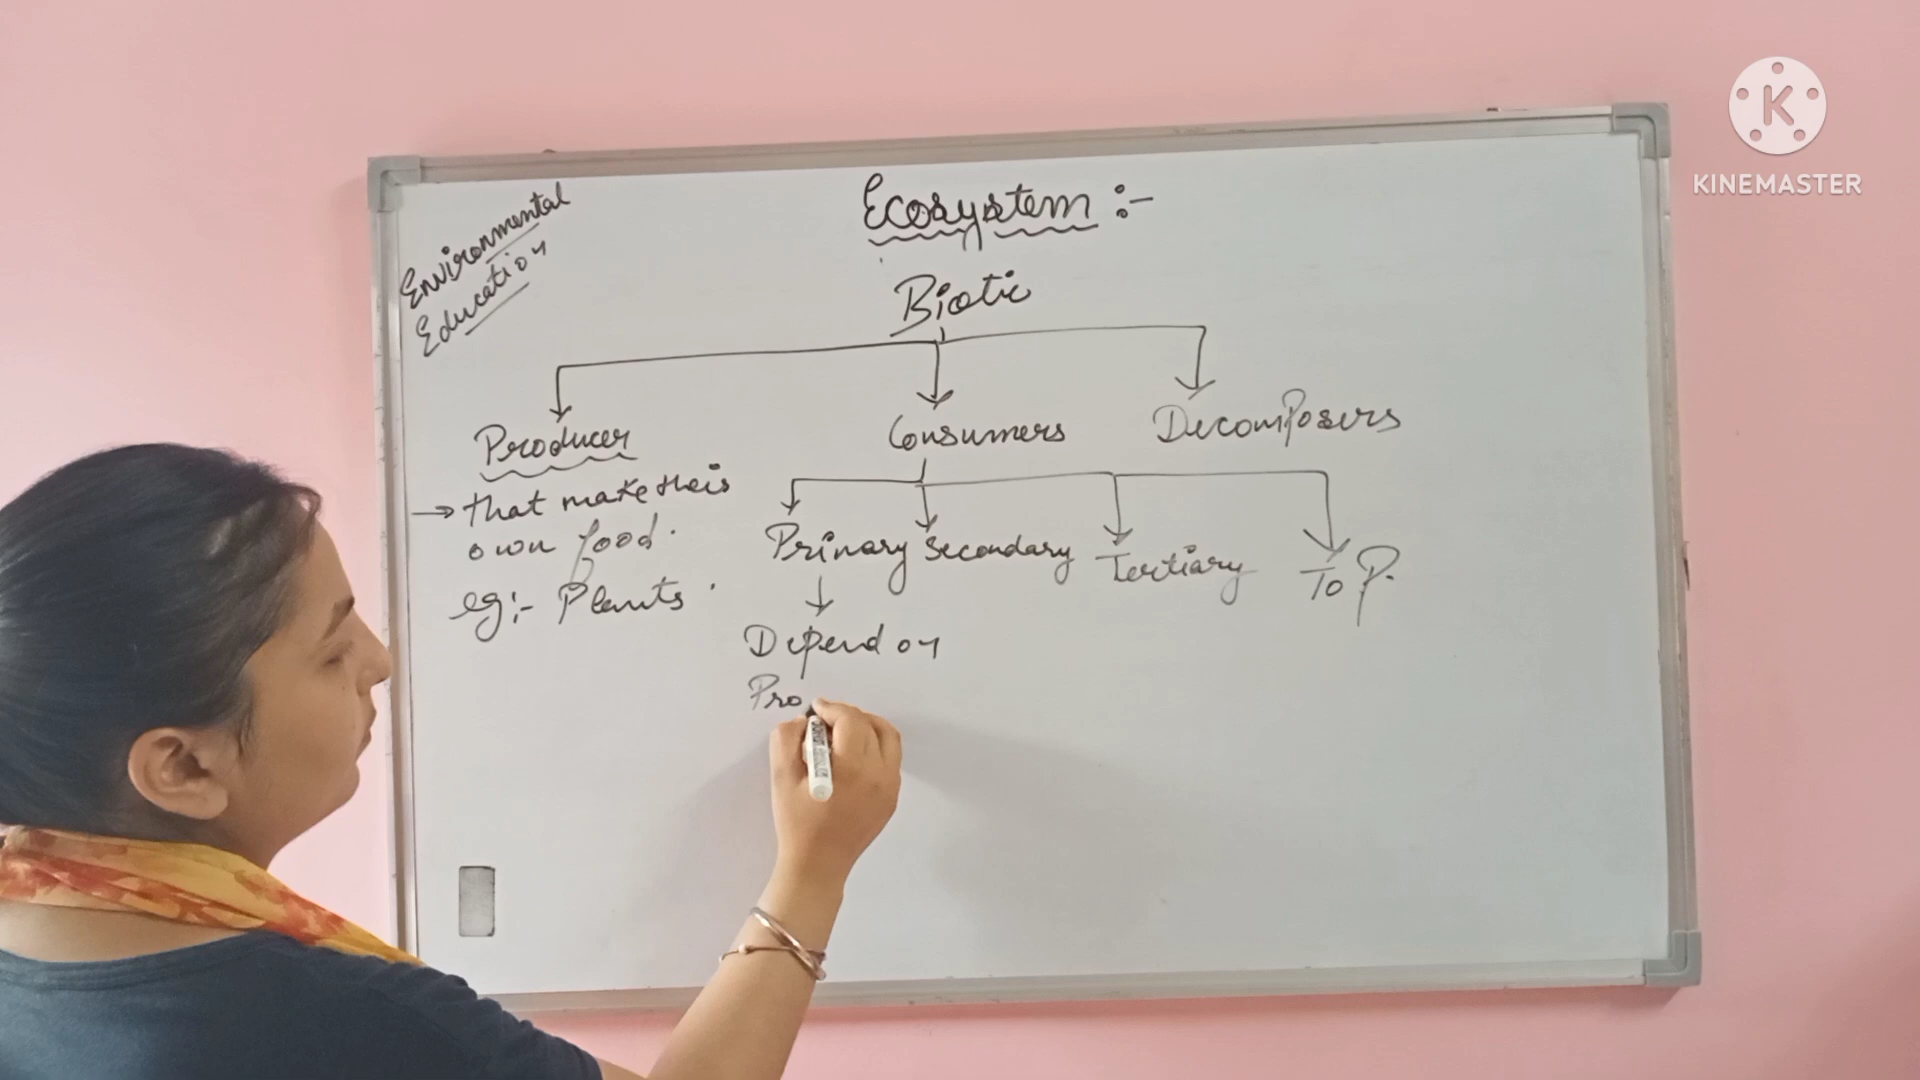 Environmental
Education
Ecosystem :-
Biotic
Producer
Consumers
Decomposers
→ that make their
own food.
eg:- Plants.
Prinary Secondary Tertiary Top.
Depend on
Pro
K
KINEMASTER